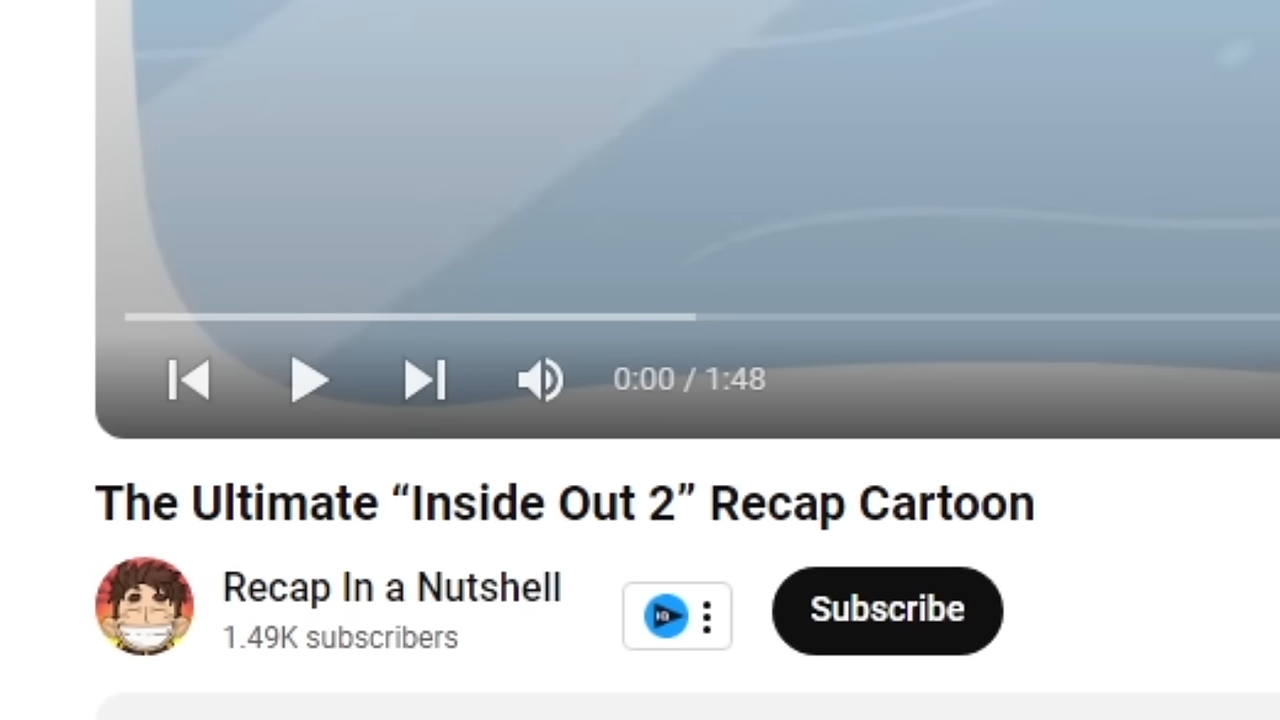 0:00 / 1:48
The Ultimate “Inside Out 2” Recap Cartoon
Recap In a Nutshell
1.49K subscribers
Subscribe